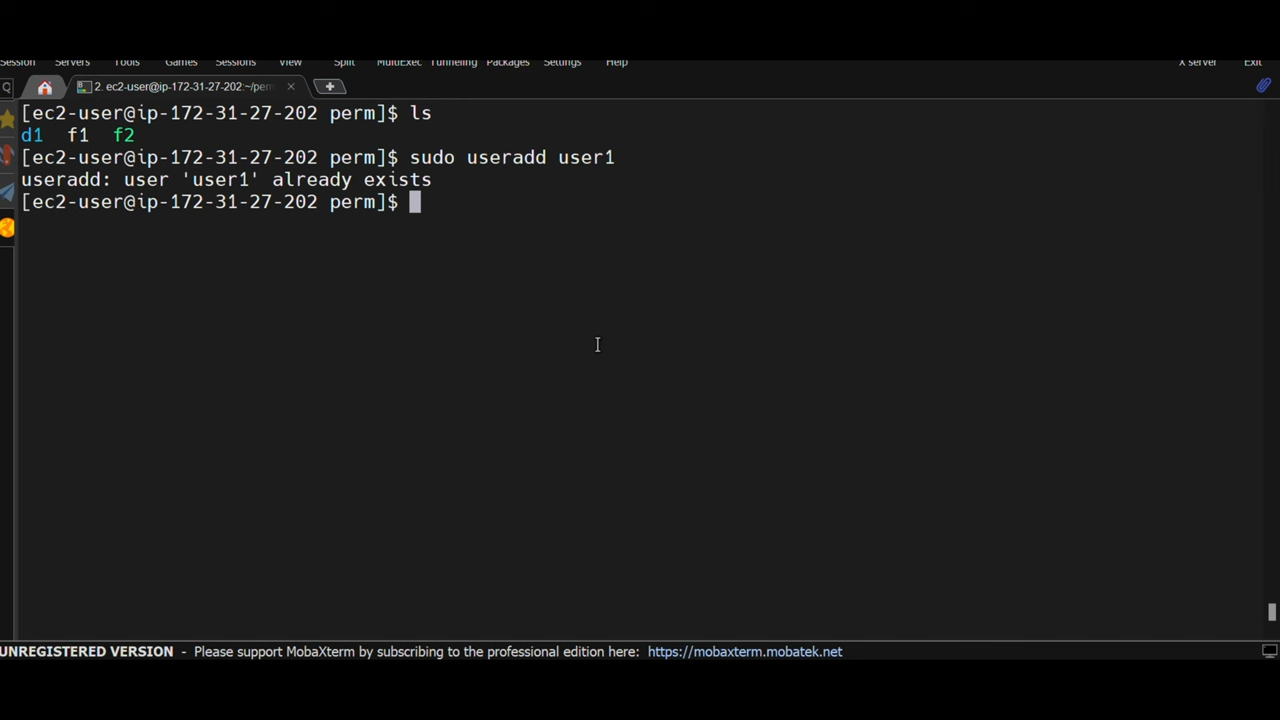 Session Servers Tools Games Sessions View Split MultiExec Tunneling Packages Settings Help X server Exit
2. ec2-user@ip-172-31-27-202:~/perm
[ec2-user@ip-172-31-27-202 perm]$ ls
d1 f1 f2
[ec2-user@ip-172-31-27-202 perm]$ sudo useradd user1
useradd: user 'user1' already exists
[ec2-user@ip-172-31-27-202 perm]$
UNREGISTERED VERSION - Please support MobaXterm by subscribing to the professional edition here: https://mobaxterm.mobatek.net